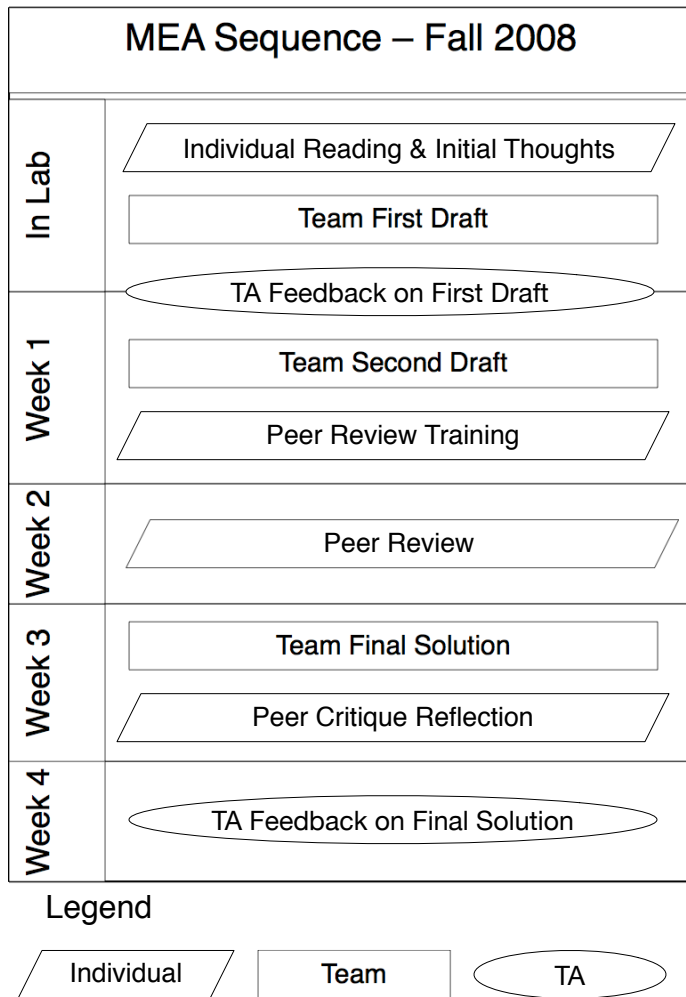 MEA Sequence – Fall 2008
In Lab
Individual Reading & Initial Thoughts
Team First Draft
TA Feedback on First Draft
Week 1
Team Second Draft
Peer Review Training
Week 2
Peer Review
Week 3
Team Final Solution
Peer Critique Reflection
Week 4
TA Feedback on Final Solution
Legend
Individual
Team
TA